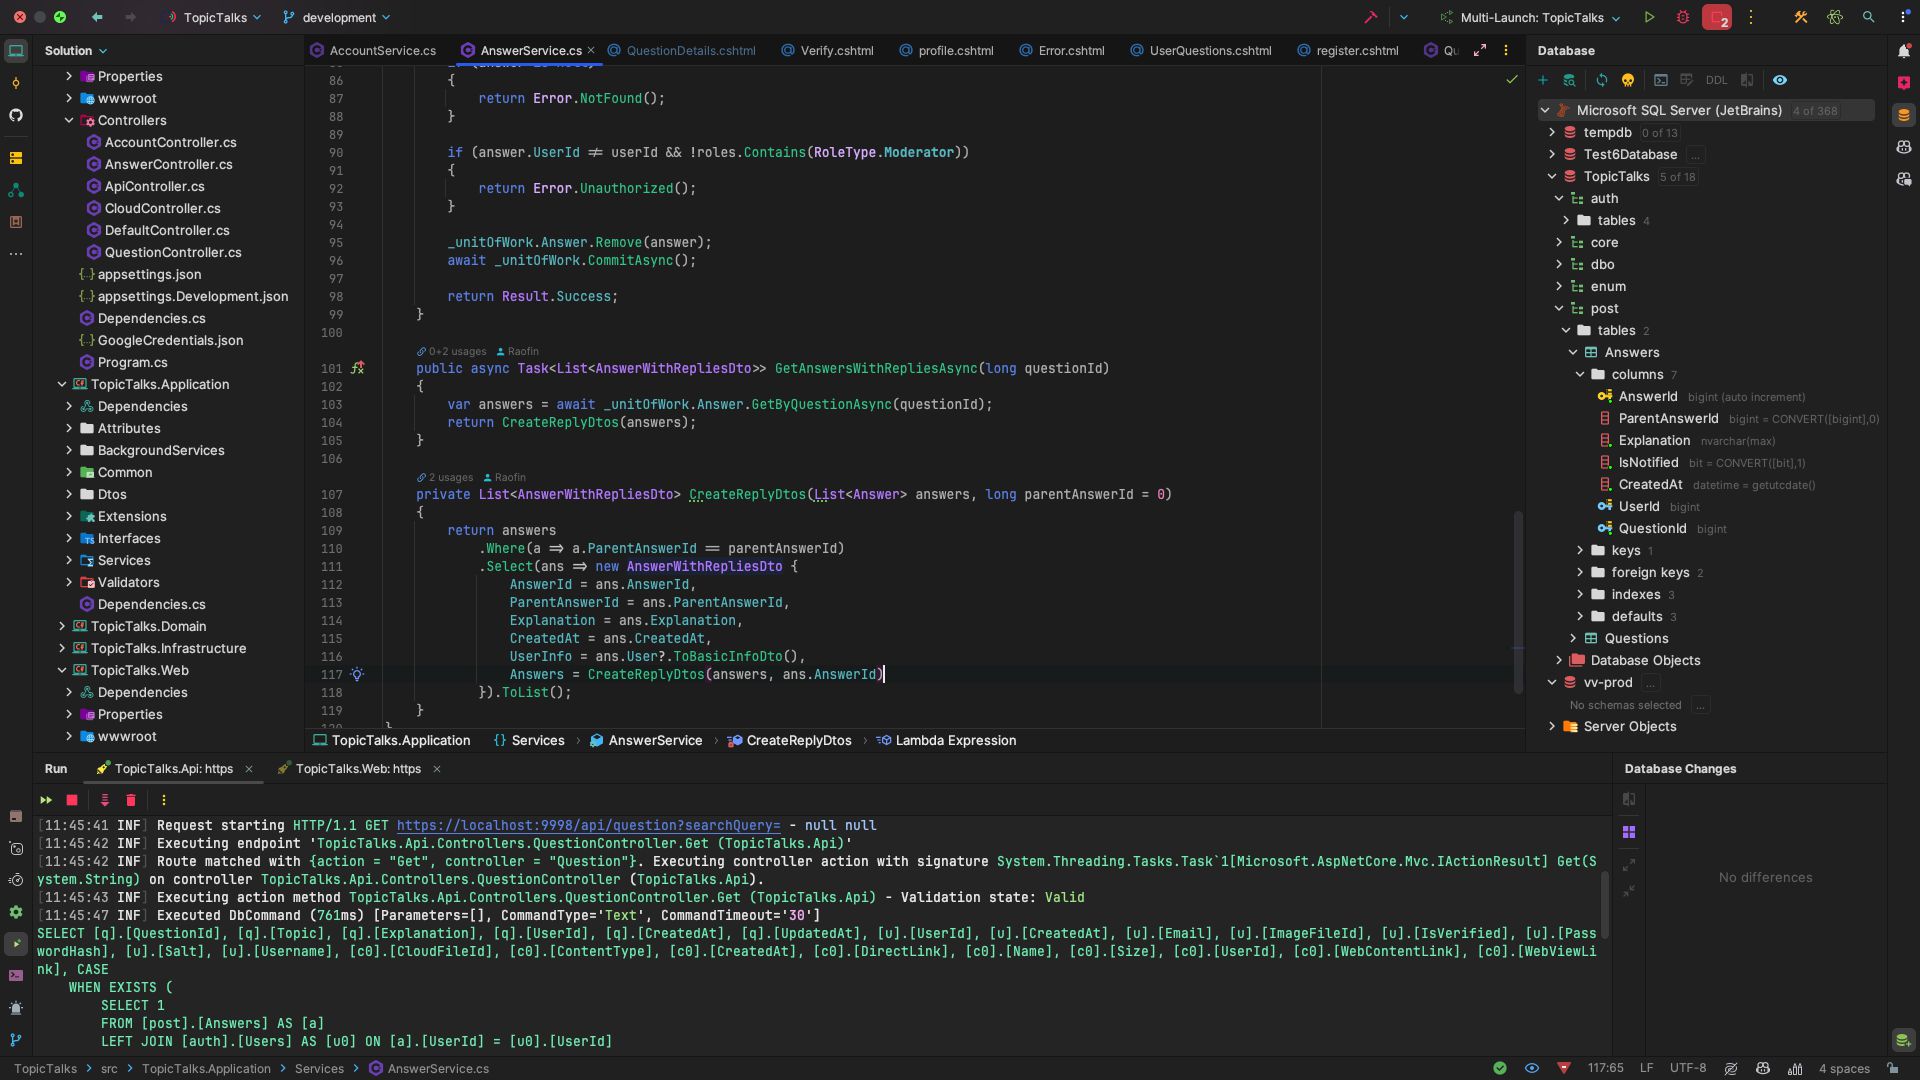 TopicTalks
development
Multi-Launch: TopicTalks
2
Solution
Properties
wwwroot
Controllers
AccountController.cs
AnswerController.cs
ApiController.cs
CloudController.cs
DefaultController.cs
QuestionController.cs
appsettings.json
appsettings.Development.json
Dependencies.cs
GoogleCredentials.json
Program.cs
TopicTalks.Application
Dependencies
Attributes
BackgroundServices
Common
Dtos
Extensions
Interfaces
Services
Validators
Dependencies.cs
TopicTalks.Domain
TopicTalks.Infrastructure
TopicTalks.Web
Dependencies
Properties
wwwroot
AccountService.cs
AnswerService.cs
QuestionDetails.cshtml
Verify.cshtml
profile.cshtml
Error.cshtml
UserQuestions.cshtml
register.cshtml
Qu
86 {
87 return Error.NotFound();
88 }
89
90 if (answer.UserId ≠ userId && !roles.Contains(RoleType.Moderator))
91 {
92 return Error.Unauthorized();
93 }
94
95 _unitOfWork.Answer.Remove(answer);
96 await _unitOfWork.CommitAsync();
97
98 return Result.Success;
99 }
100
0+2 usages Raofin
101 public async Task<List<AnswerWithRepliesDto>> GetAnswersWithRepliesAsync(long questionId)
102 {
103 var answers = await _unitOfWork.Answer.GetByQuestionAsync(questionId);
104 return CreateReplyDtos(answers);
105 }
106
2 usages Raofin
107 private List<AnswerWithRepliesDto> CreateReplyDtos(List<Answer> answers, long parentAnswerId = 0)
108 {
109 return answers
110 .Where(a => a.ParentAnswerId == parentAnswerId)
111 .Select(ans => new AnswerWithRepliesDto {
112 AnswerId = ans.AnswerId,
113 ParentAnswerId = ans.ParentAnswerId,
114 Explanation = ans.Explanation,
115 CreatedAt = ans.CreatedAt,
116 UserInfo = ans.User?.ToBasicInfoDto(),
117 Answers = CreateReplyDtos(answers, ans.AnswerId)
118 }).ToList();
119 }
TopicTalks.Application {} Services > AnswerService > CreateReplyDtos > Lambda Expression
Database
DDL
Microsoft SQL Server (JetBrains) 4 of 368
tempdb 0 of 13
Test6Database ...
TopicTalks 5 of 18
auth
tables 4
core
dbo
enum
post
tables 2
Answers
columns 7
AnswerId bigint (auto increment)
ParentAnswerId bigint = CONVERT([bigint],0)
Explanation nvarchar(max)
IsNotified bit = CONVERT([bit],1)
CreatedAt datetime = getutcdate()
UserId bigint
QuestionId bigint
keys 1
foreign keys 2
indexes 3
defaults 3
Questions
Database Objects
vv-prod ...
No schemas selected ...
Server Objects
Run
TopicTalks.Api: https
TopicTalks.Web: https
[11:45:41 INF] Request starting HTTP/1.1 GET https://localhost:9998/api/question?searchQuery= - null null
[11:45:42 INF] Executing endpoint 'TopicTalks.Api.Controllers.QuestionController.Get (TopicTalks.Api)'
[11:45:42 INF] Route matched with {action = "Get", controller = "Question"}. Executing controller action with signature System.Threading.Tasks.Task`1[Microsoft.AspNetCore.Mvc.IActionResult] Get(S
ystem.String) on controller TopicTalks.Api.Controllers.QuestionController (TopicTalks.Api).
[11:45:43 INF] Executing action method TopicTalks.Api.Controllers.QuestionController.Get (TopicTalks.Api) - Validation state: Valid
[11:45:47 INF] Executed DbCommand (761ms) [Parameters=[], CommandType='Text', CommandTimeout='30']
SELECT [q].[QuestionId], [q].[Topic], [q].[Explanation], [q].[UserId], [q].[CreatedAt], [q].[UpdatedAt], [u].[UserId], [u].[CreatedAt], [u].[Email], [u].[ImageFileId], [u].[IsVerified], [u].[Pass
wordHash], [u].[Salt], [u].[Username], [c0].[CloudFileId], [c0].[ContentType], [c0].[CreatedAt], [c0].[DirectLink], [c0].[Name], [c0].[Size], [c0].[UserId], [c0].[WebContentLink], [c0].[WebViewLi
nk], CASE
WHEN EXISTS (
SELECT 1
FROM [post].[Answers] AS [a]
LEFT JOIN [auth].[Users] AS [u0] ON [a].[UserId] = [u0].[UserId]
Database Changes
No differences
TopicTalks > src > TopicTalks.Application > Services > AnswerService.cs
117:65 LF UTF-8 4 spaces